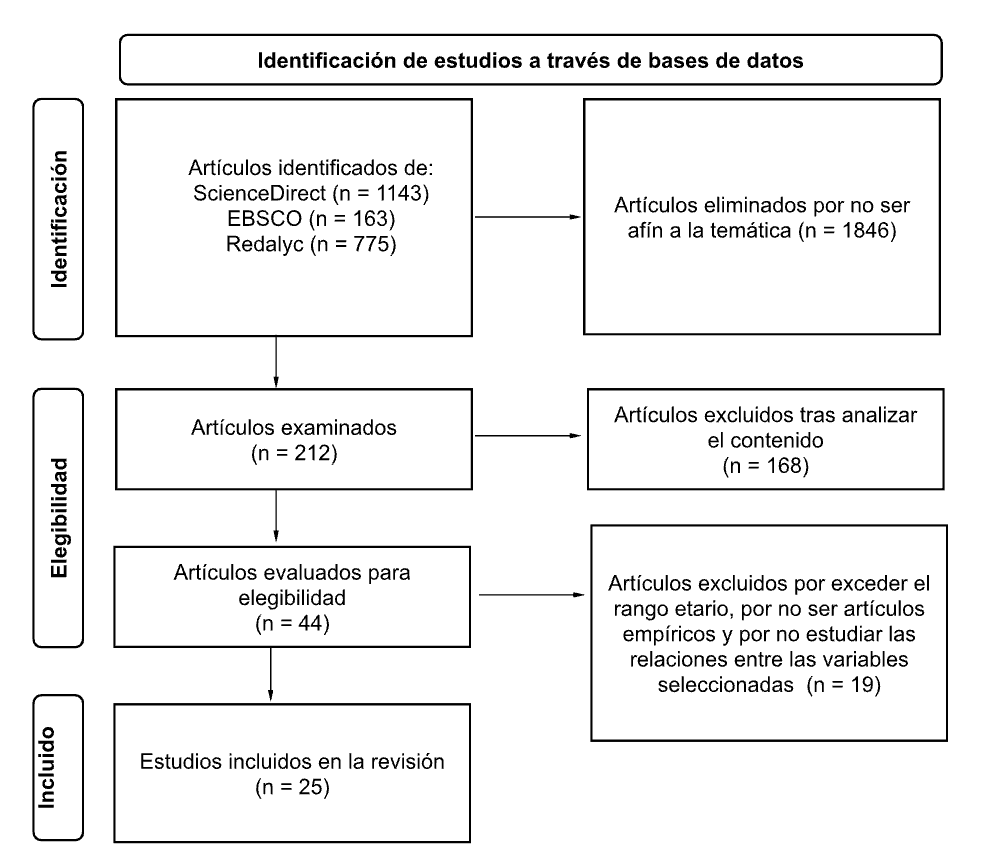 Identificación de estudios a través de bases de datos
Identificación
Artículos identificados de:
ScienceDirect (n = 1143)
EBSCO (n = 163)
Redalyc (n = 775)
Artículos eliminados por no ser
afín a la temática (n = 1846)
Elegibilidad
Artículos examinados
(n = 212)
Artículos excluidos tras analizar
el contenido
(n = 168)
Artículos evaluados para
elegibilidad
(n = 44)
Artículos excluidos por exceder el
rango etario, por no ser artículos
empíricos y por no estudiar las
relaciones entre las variables
seleccionadas (n = 19)
Incluido
Estudios incluidos en la revisión
(n = 25)